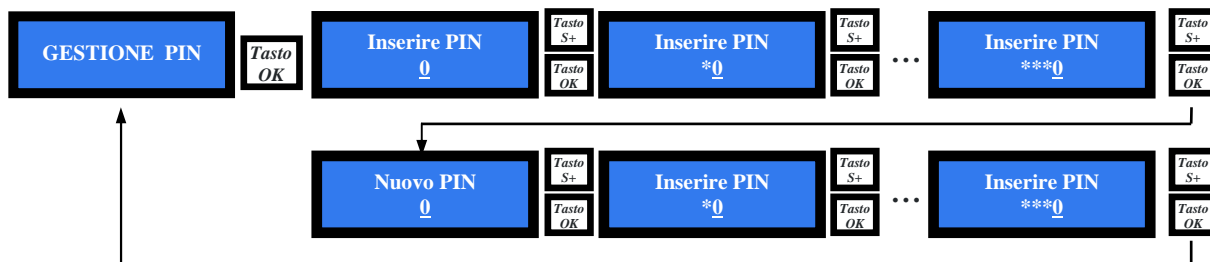 GESTIONE PIN
Tasto
OK
Inserire PIN
0
Tasto
S+
Tasto
OK
Inserire PIN
*0
Tasto
S+
Tasto
OK
...
Inserire PIN
***0
Tasto
S+
Tasto
OK
Nuovo PIN
0
Tasto
S+
Tasto
OK
Inserire PIN
*0
Tasto
S+
Tasto
OK
...
Inserire PIN
***0
Tasto
S+
Tasto
OK